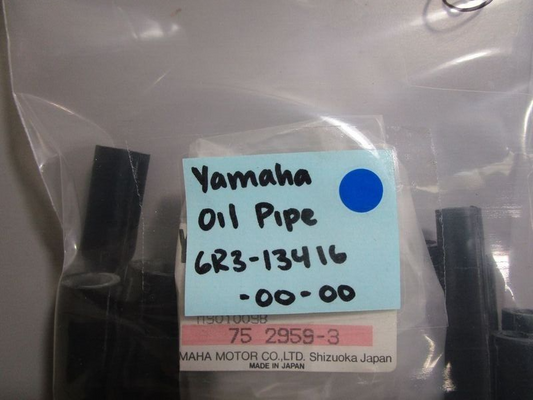 Yamaha
Oil Pipe
6R3-13416
-00-00
75 2959-3
MAHA MOTOR CO.,LTD. Shizuoka Japan
MADE IN JAPAN